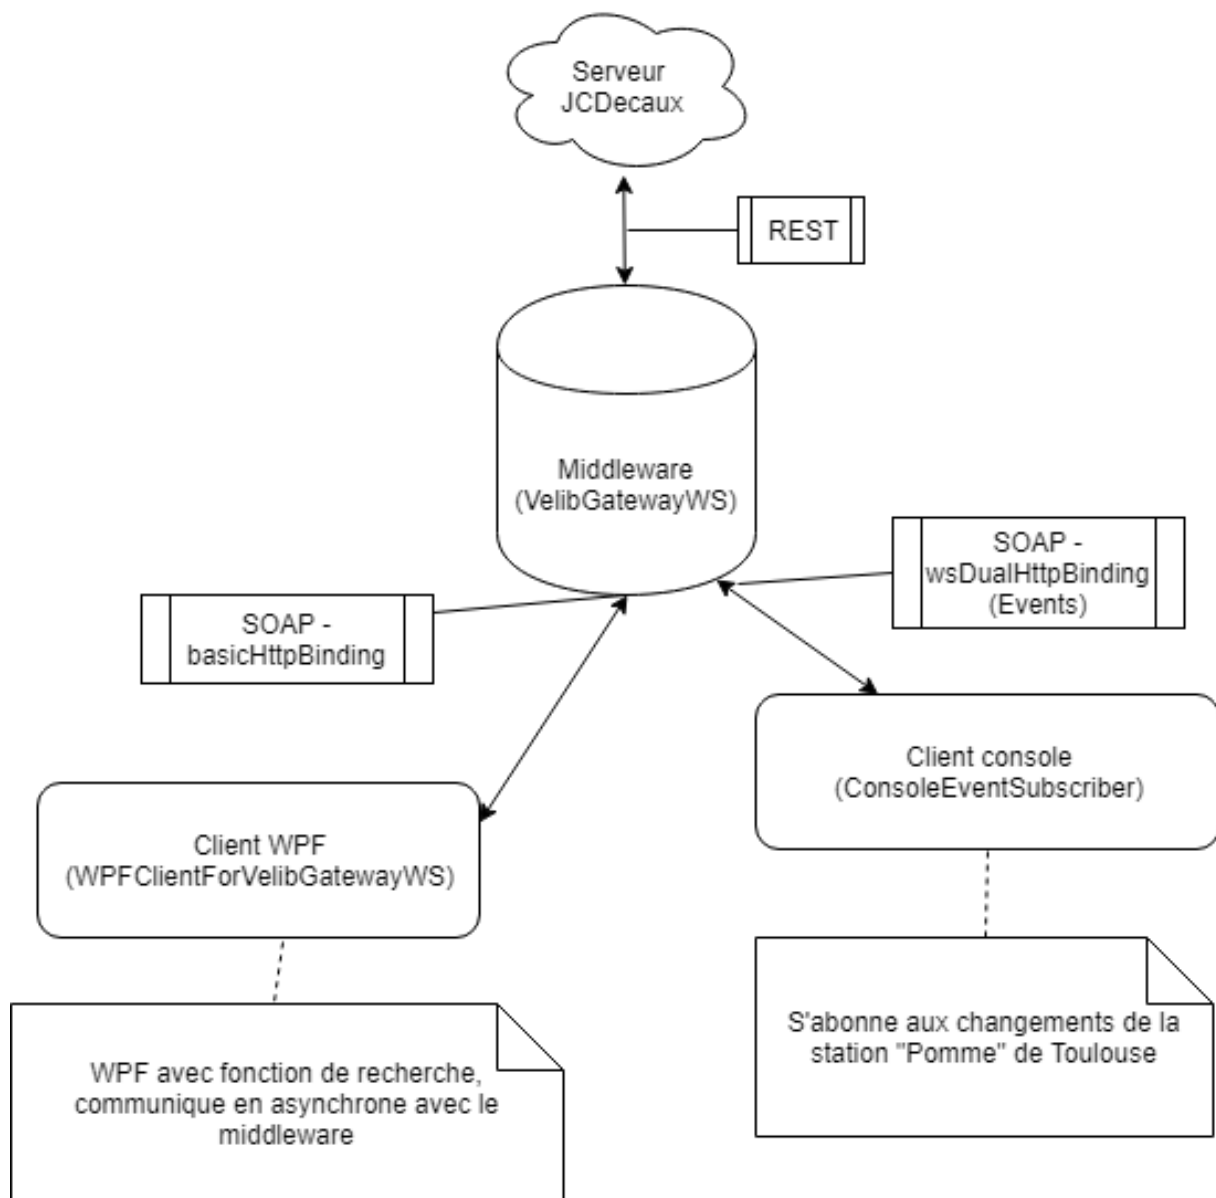 Serveur
JCDecaux
REST
Middleware
(VelibGatewayWS)
SOAP -
wsDualHttpBinding
(Events)
SOAP -
basicHttpBinding
Client console
(ConsoleEventSubscriber)
Client WPF
(WPFClientForVelibGatewayWS)
S'abonne aux changements de la
station "Pomme" de Toulouse
WPF avec fonction de recherche,
communique en asynchrone avec le
middleware